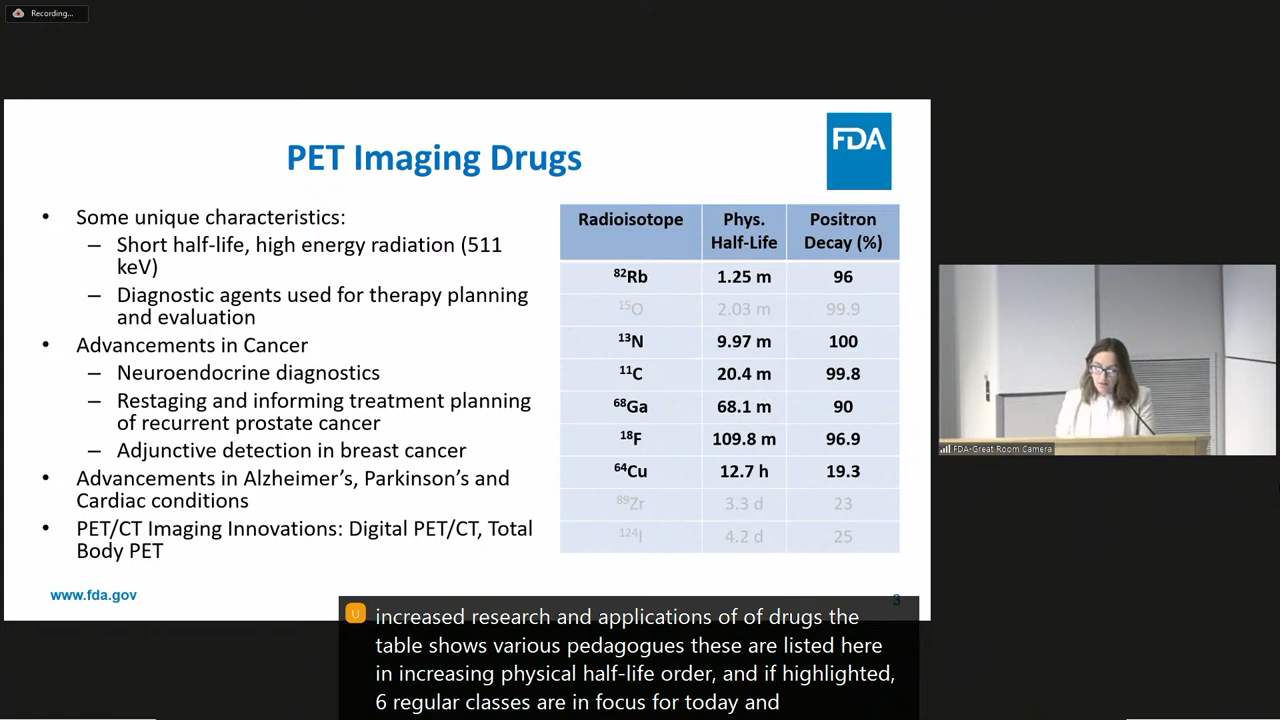 Recording...
PET Imaging Drugs
FDA
• Some unique characteristics:
– Short half-life, high energy radiation (511
keV)
– Diagnostic agents used for therapy planning
and evaluation
• Advancements in Cancer
– Neuroendocrine diagnostics
– Restaging and informing treatment planning
of recurrent prostate cancer
– Adjunctive detection in breast cancer
• Advancements in Alzheimer's, Parkinson's and
Cardiac conditions
• PET/CT Imaging Innovations: Digital PET/CT, Total
Body PET
Radioisotope Phys. Half-Life Positron Decay (%)
⁸²Rb 1.25 m 96
¹⁵O 2.03 m 99.9
¹³N 9.97 m 100
¹¹C 20.4 m 99.8
⁶⁸Ga 68.1 m 90
¹⁸F 109.8 m 96.9
⁶⁴Cu 12.7 h 19.3
⁸⁹Zr 3.3 d 23
¹²⁴I 4.2 d 25
www.fda.gov
3
FDA-Great Room Camera
U
increased research and applications of of drugs the
table shows various pedagogues these are listed here
in increasing physical half-life order, and if highlighted,
6 regular classes are in focus for today and